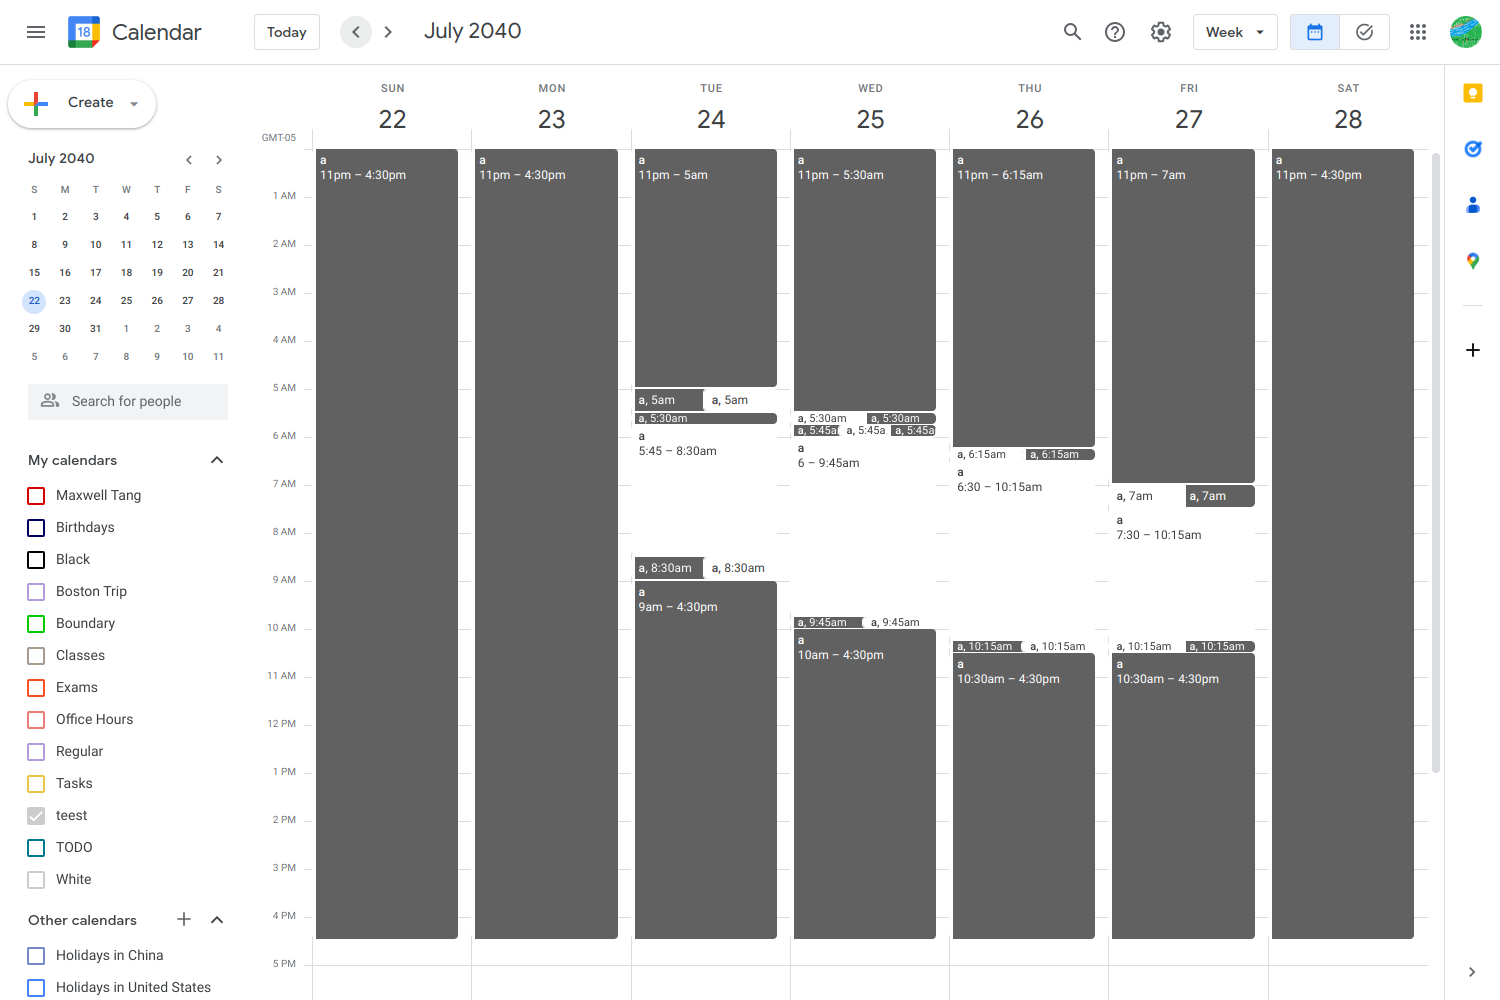 18 Calendar Today July 2040 Week
Create
July 2040
S M T W T F S
1 2 3 4 5 6 7
8 9 10 11 12 13 14
15 16 17 18 19 20 21
22 23 24 25 26 27 28
29 30 31 1 2 3 4
5 6 7 8 9 10 11
Search for people
My calendars
Maxwell Tang
Birthdays
Black
Boston Trip
Boundary
Classes
Exams
Office Hours
Regular
Tasks
teest
TODO
White
Other calendars
Holidays in China
Holidays in United States
SUN MON TUE WED THU FRI SAT
22 23 24 25 26 27 28
GMT-05
1 AM
2 AM
3 AM
4 AM
5 AM
6 AM
7 AM
8 AM
9 AM
10 AM
11 AM
12 PM
1 PM
2 PM
3 PM
4 PM
5 PM
a
11pm – 4:30pm
a
11pm – 4:30pm
a
11pm – 5am
a, 5am a, 5am
a, 5:30am
a
5:45 – 8:30am
a, 8:30am a, 8:30am
a
9am – 4:30pm
a
11pm – 5:30am
a, 5:30am a, 5:30am
a, 5:45a a, 5:45a a, 5:45a
a
6 – 9:45am
a, 9:45am a, 9:45am
a
10am – 4:30pm
a
11pm – 6:15am
a, 6:15am a, 6:15am
a
6:30 – 10:15am
a, 10:15am a, 10:15am
a
10:30am – 4:30pm
a
11pm – 7am
a, 7am a, 7am
a
7:30 – 10:15am
a, 10:15am a, 10:15am
a
10:30am – 4:30pm
a
11pm – 4:30pm